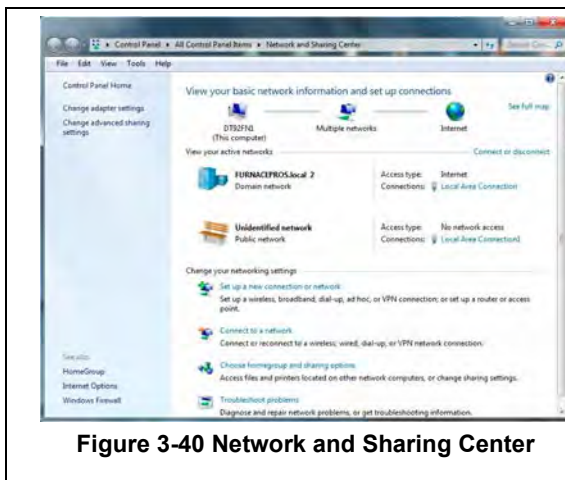 Control Panel ▸ All Control Panel Items ▸ Network and Sharing Center
File Edit View Tools Help
Control Panel Home
Change adapter settings
Change advanced sharing
settings
See also
HomeGroup
Internet Options
Windows Firewall
View your basic network information and set up connections
See full map
(This computer)
Multiple networks
Internet
View your active networks
Connect or disconnect
FURNACEPROS.local 2
Domain network
Access type: Internet
Connections: Local Area Connection
Unidentified network
Public network
Access type: No network access
Connections: Local Area Connection2
Change your networking settings
Set up a new connection or network
Set up a wireless, broadband, dial-up, ad hoc, or VPN connection; or set up a router or access
point.
Connect to a network
Connect or reconnect to a wireless, wired, dial-up, or VPN network connection.
Choose homegroup and sharing options
Access files and printers located on other network computers, or change sharing settings.
Troubleshoot problems
Diagnose and repair network problems, or get troubleshooting information.
Figure 3-40 Network and Sharing Center